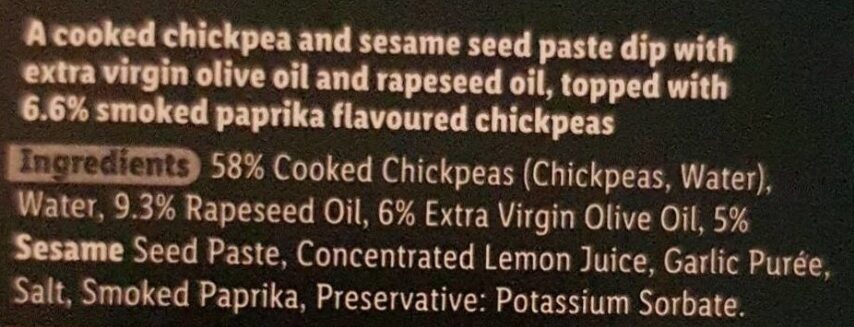 A cooked chickpea and sesame seed paste dip with
extra virgin olive oil and rapeseed oil, topped with
6.6% smoked paprika flavoured chickpeas
Ingredients 58% Cooked Chickpeas (Chickpeas, Water),
Water, 9.3% Rapeseed Oil, 6% Extra Virgin Olive Oil, 5%
Sesame Seed Paste, Concentrated Lemon Juice, Garlic Purée,
Salt, Smoked Paprika, Preservative: Potassium Sorbate.